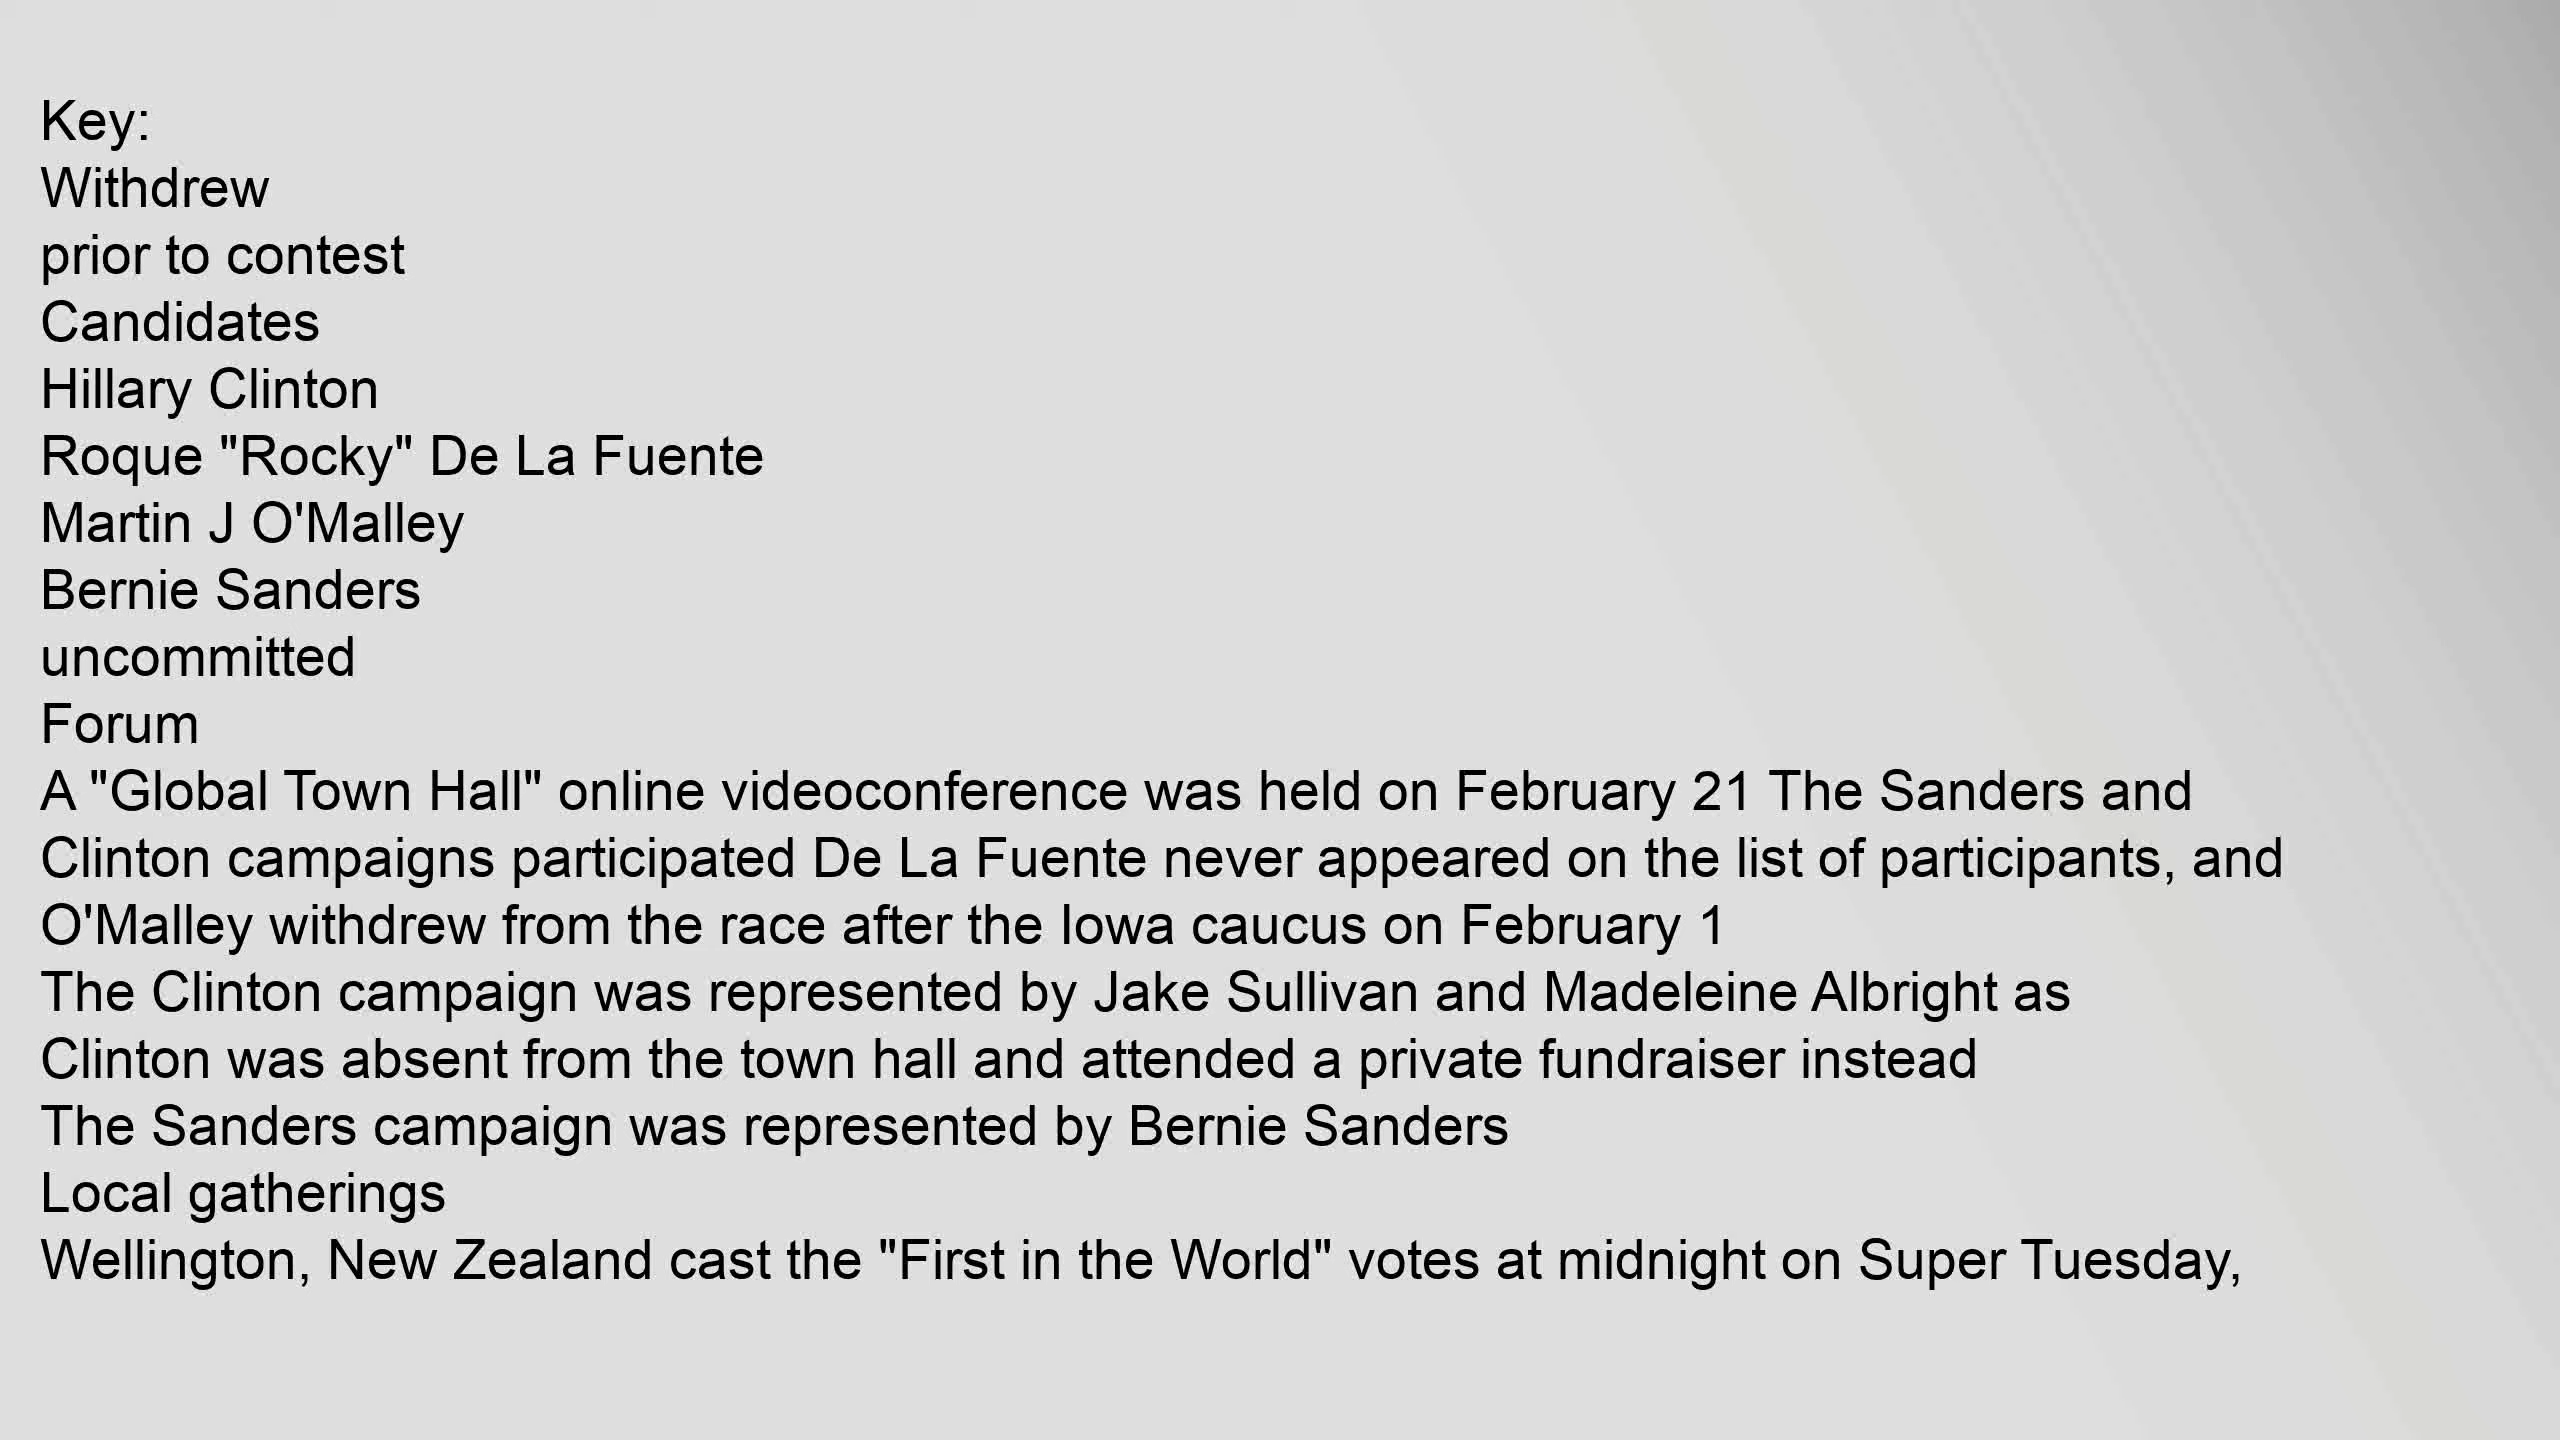 Key:
Withdrew
prior to contest
Candidates
Hillary Clinton
Roque "Rocky" De La Fuente
Martin J O'Malley
Bernie Sanders
uncommitted
Forum
A "Global Town Hall" online videoconference was held on February 21 The Sanders and
Clinton campaigns participated De La Fuente never appeared on the list of participants, and
O'Malley withdrew from the race after the Iowa caucus on February 1
The Clinton campaign was represented by Jake Sullivan and Madeleine Albright as
Clinton was absent from the town hall and attended a private fundraiser instead
The Sanders campaign was represented by Bernie Sanders
Local gatherings
Wellington, New Zealand cast the "First in the World" votes at midnight on Super Tuesday,